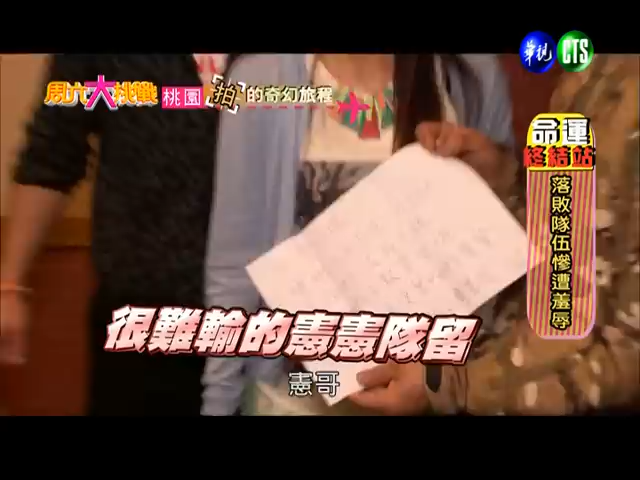 華視 CTS
周六大挑戰 桃園 拍的奇幻旅程
命運
終結站
落敗隊伍慘遭羞辱
很難輸的憲憲隊留
憲哥